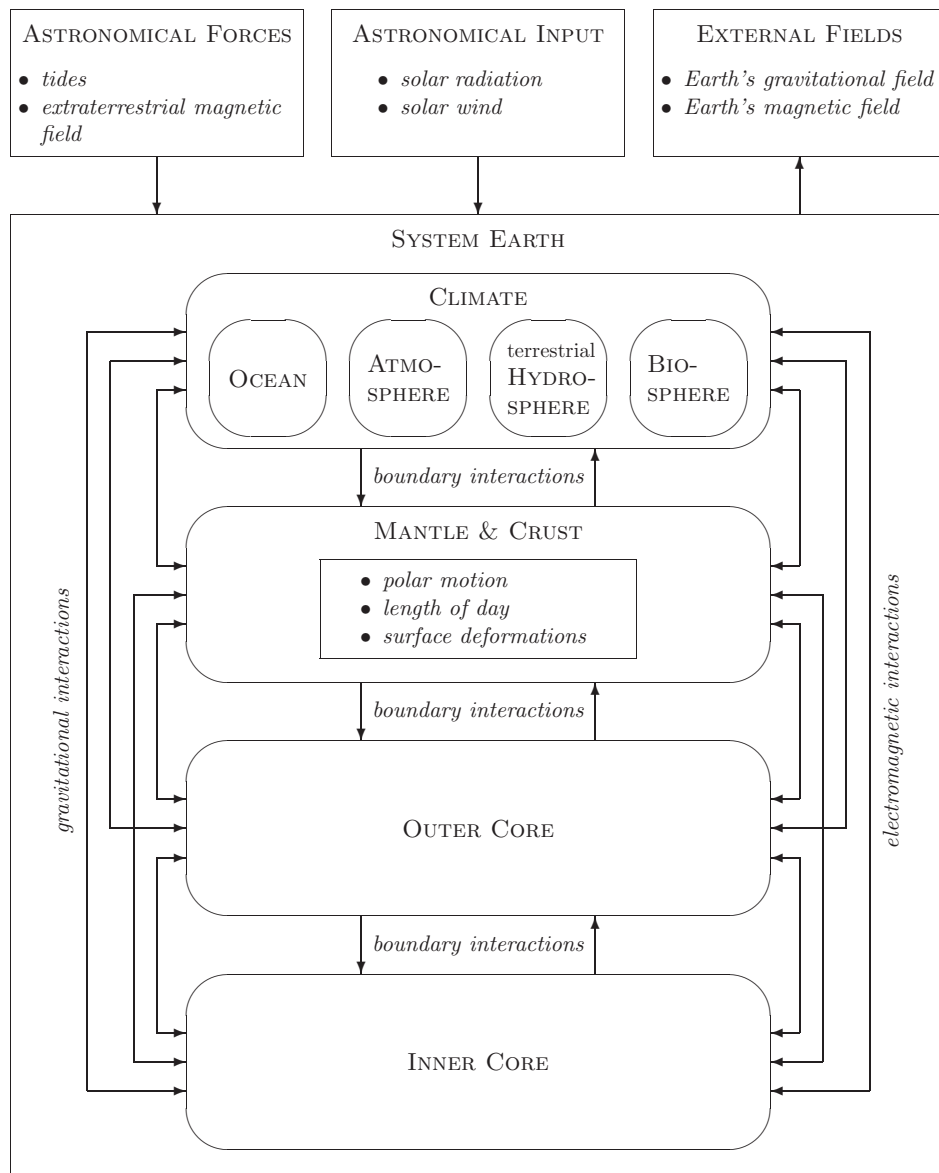 ASTRONOMICAL FORCES
• tides
• extraterrestrial magnetic
field
ASTRONOMICAL INPUT
• solar radiation
• solar wind
EXTERNAL FIELDS
• Earth's gravitational field
• Earth's magnetic field
SYSTEM EARTH
CLIMATE
OCEAN
ATMO-
SPHERE
terrestrial
HYDRO-
SPHERE
BIO-
SPHERE
boundary interactions
MANTLE & CRUST
• polar motion
• length of day
• surface deformations
gravitational interactions
electromagnetic interactions
boundary interactions
OUTER CORE
boundary interactions
INNER CORE